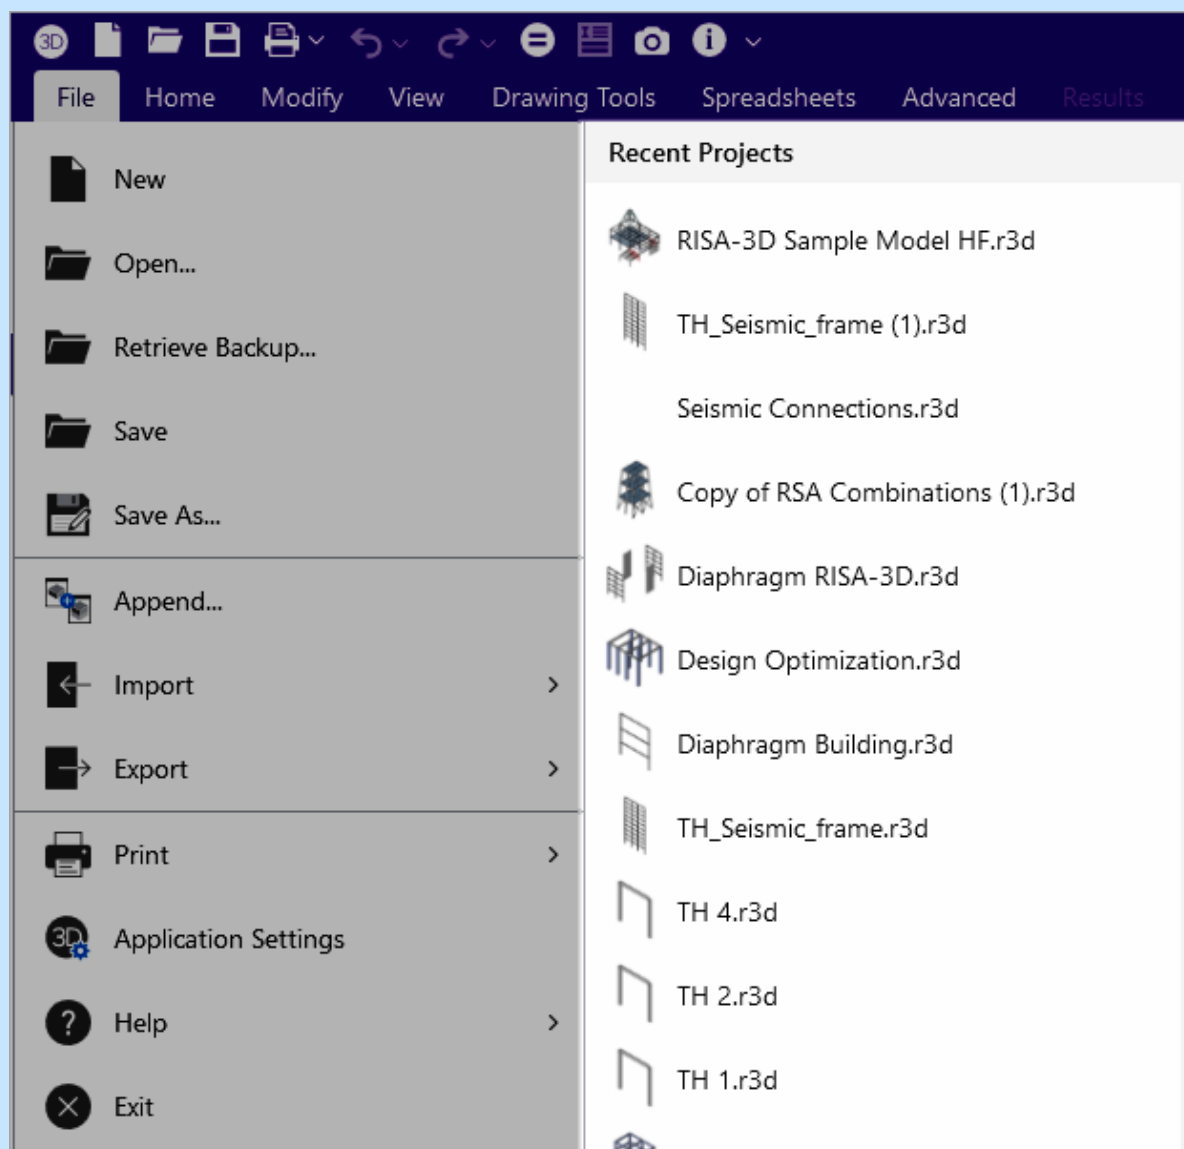 3D
File Home Modify View Drawing Tools Spreadsheets Advanced Results
New
Open...
Retrieve Backup...
Save
Save As...
Append...
Import
Export
Print
3D Application Settings
Help
Exit
Recent Projects
RISA-3D Sample Model HF.r3d
TH_Seismic_frame (1).r3d
Seismic Connections.r3d
Copy of RSA Combinations (1).r3d
Diaphragm RISA-3D.r3d
Design Optimization.r3d
Diaphragm Building.r3d
TH_Seismic_frame.r3d
TH 4.r3d
TH 2.r3d
TH 1.r3d